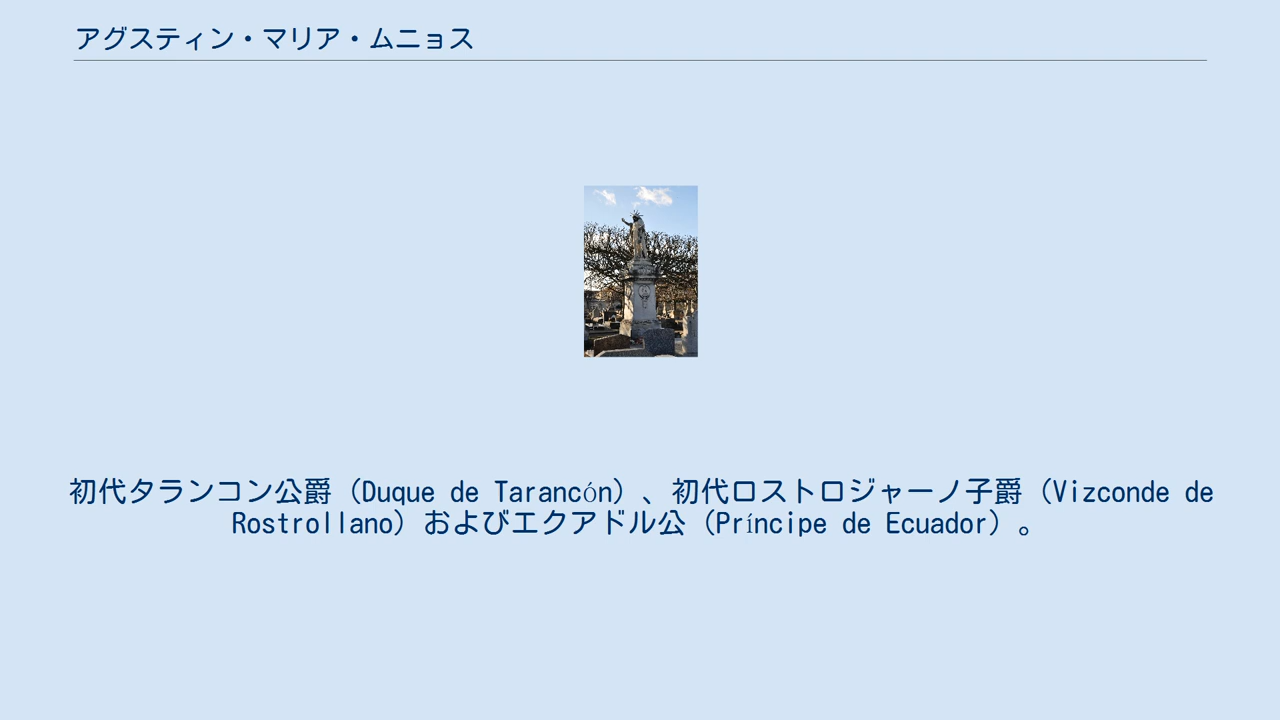 アグスティン・マリア・ムニョス
初代タランコン公爵（Duque de Tarancón）、初代ロストロジャーノ子爵（Vizconde de
Rostrollano）およびエクアドル公（Príncipe de Ecuador）。